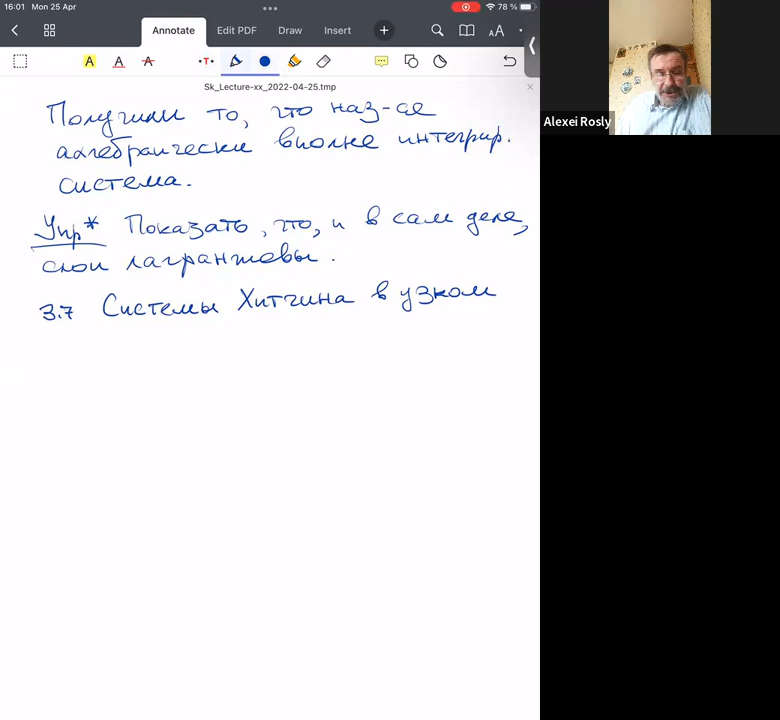 16:01 Mon 25 Apr
78 %
Annotate
Edit PDF
Draw
Insert
AA
A A A
T
Sk_Lecture-xx_2022-04-25.tmp
Получили то, что наз-ся
алгебраически вполне интегрир.
система.
Упр* Показать, что, и в сам деле,
слои лагранжевы.
3.7 Системы Хитчина в узком
Alexei Rosly